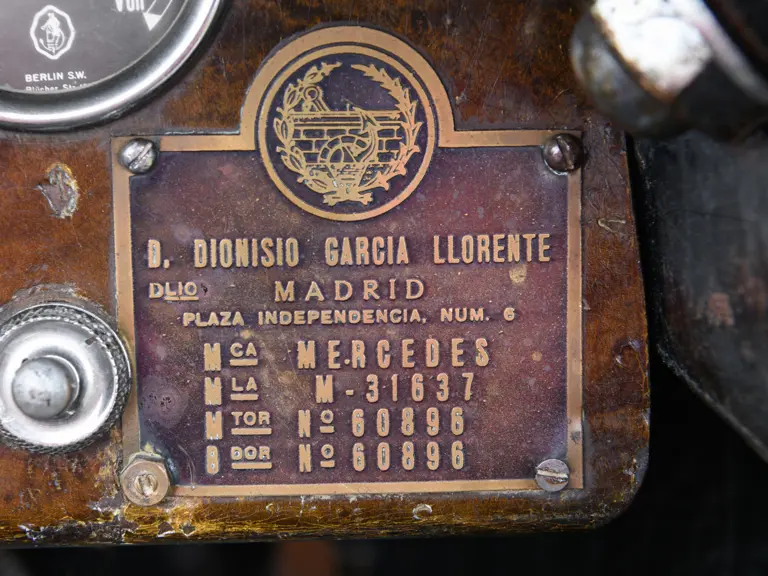 Volt
BERLIN S.W.
D. DIONISIO GARCIA LLORENTE
DLIO MADRID
PLAZA INDEPENDENCIA, NUM. 6
MCA MERCEDES
MLA M-31637
MTOR Nº 60896
BDOR Nº 60896